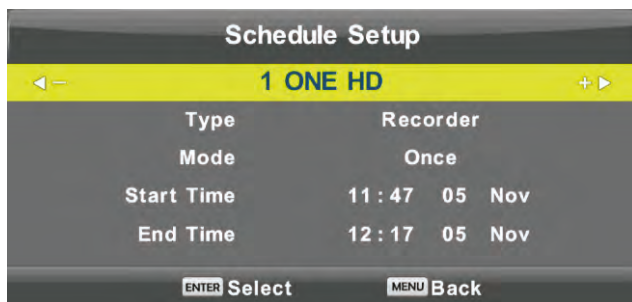 Schedule Setup
1 ONE HD
Type Recorder
Mode Once
Start Time 11:47 05 Nov
End Time 12:17 05 Nov
ENTER Select MENU Back